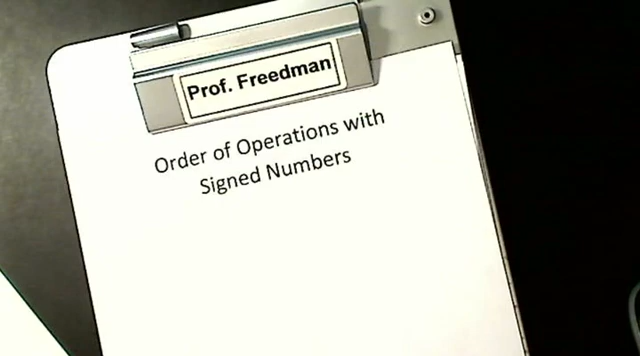 Prof. Freedman
Order of Operations with
Signed Numbers